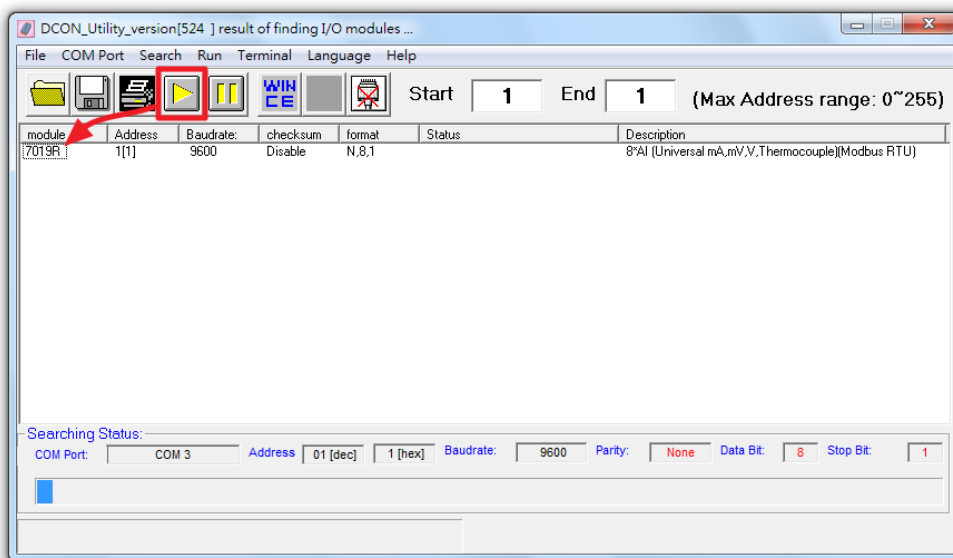 DCON_Utility_version[524 ] result of finding I/O modules ...
File COM Port Search Run Terminal Language Help
WIN CE Start 1 End 1 (Max Address range: 0~255)
module Address Baudrate: checksum format Status Description
7019R 1[1] 9600 Disable N,8,1 8*AI (Universal mA,mV,V,Thermocouple)(Modbus RTU)
Searching Status:
COM Port: COM 3 Address 01 [dec] 1 [hex] Baudrate: 9600 Parity: None Data Bit: 8 Stop Bit: 1